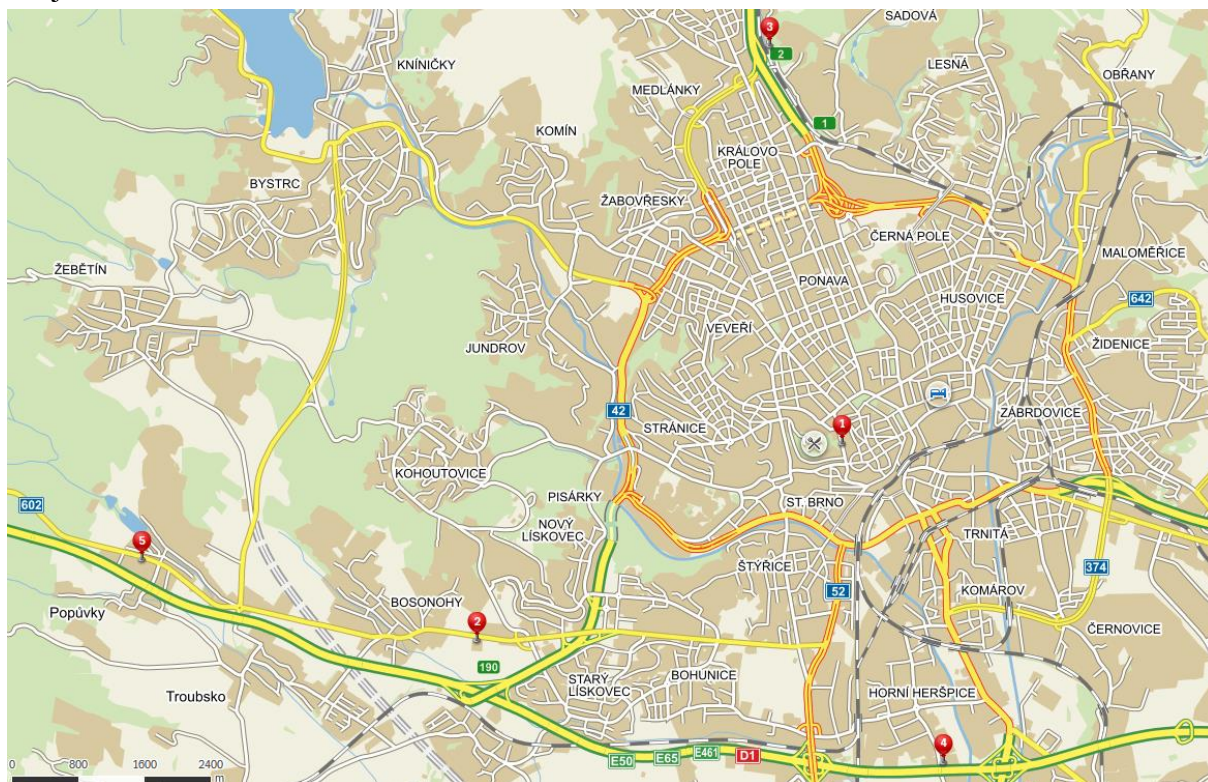 3
SADOVÁ
2
KNÍNIČKY
LESNÁ
OBŘANY
MEDLÁNKY
1
KOMÍN
KRÁLOVO
POLE
BYSTRC
ŽABOVŘESKY
ČERNÁ POLE
MALOMĚŘICE
ŽEBĚTÍN
PONAVA
HUSOVICE
642
VEVEŘÍ
ŽIDENICE
JUNDROV
42
ZÁBRDOVICE
STRÁNICE
1
KOHOUTOVICE
PISÁRKY
ST. BRNO
602
NOVÝ
LÍSKOVEC
TRNITÁ
5
ŠTÝŘICE
374
52
KOMÁROV
Popůvky
BOSONOHY
2
ČERNOVICE
190
STARÝ
LÍSKOVEC
BOHUNICE
Troubsko
HORNÍ HERŠPICE
4
E50
E65
E461
D1
0 800 1600 2400
m